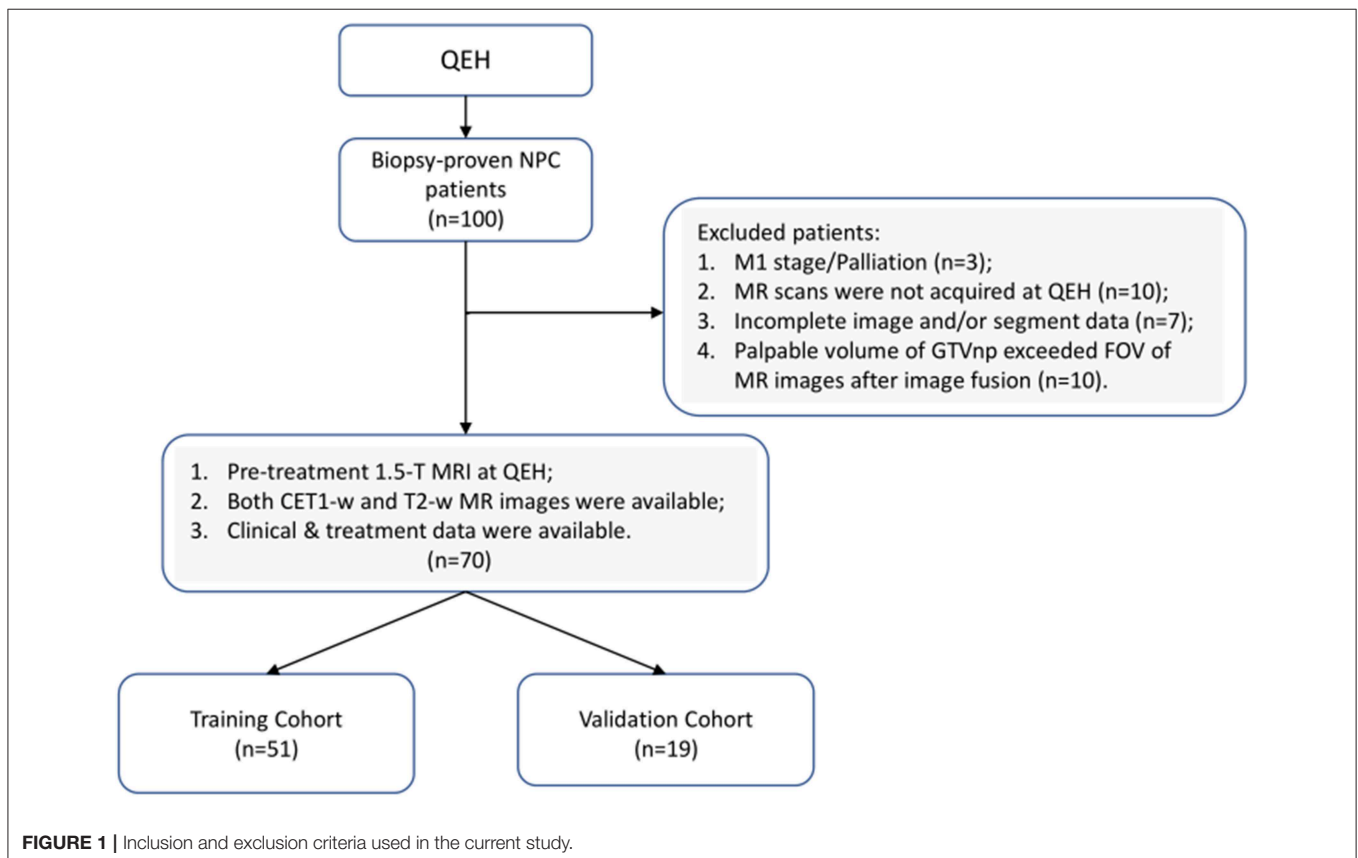 QEH
Biopsy-proven NPC
patients
(n=100)
Excluded patients:
1. M1 stage/Palliation (n=3);
2. MR scans were not acquired at QEH (n=10);
3. Incomplete image and/or segment data (n=7);
4. Palpable volume of GTVnp exceeded FOV of
MR images after image fusion (n=10).
1. Pre-treatment 1.5-T MRI at QEH;
2. Both CET1-w and T2-w MR images were available;
3. Clinical & treatment data were available.
(n=70)
Training Cohort
(n=51)
Validation Cohort
(n=19)
FIGURE 1 | Inclusion and exclusion criteria used in the current study.